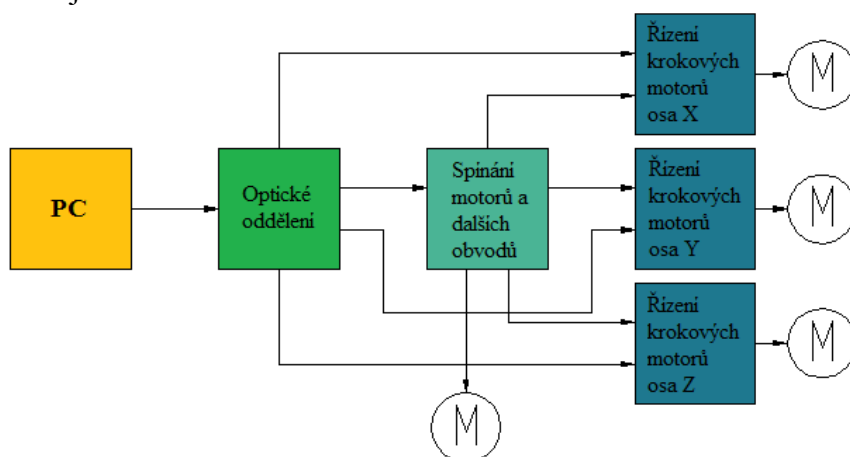 PC
Optické
oddělení
Spínání
motorů a
dalších
obvodů
Řízení
krokových
motorů
osa X
M
Řízení
krokových
motorů
osa Y
M
Řízení
krokových
motorů
osa Z
M
M